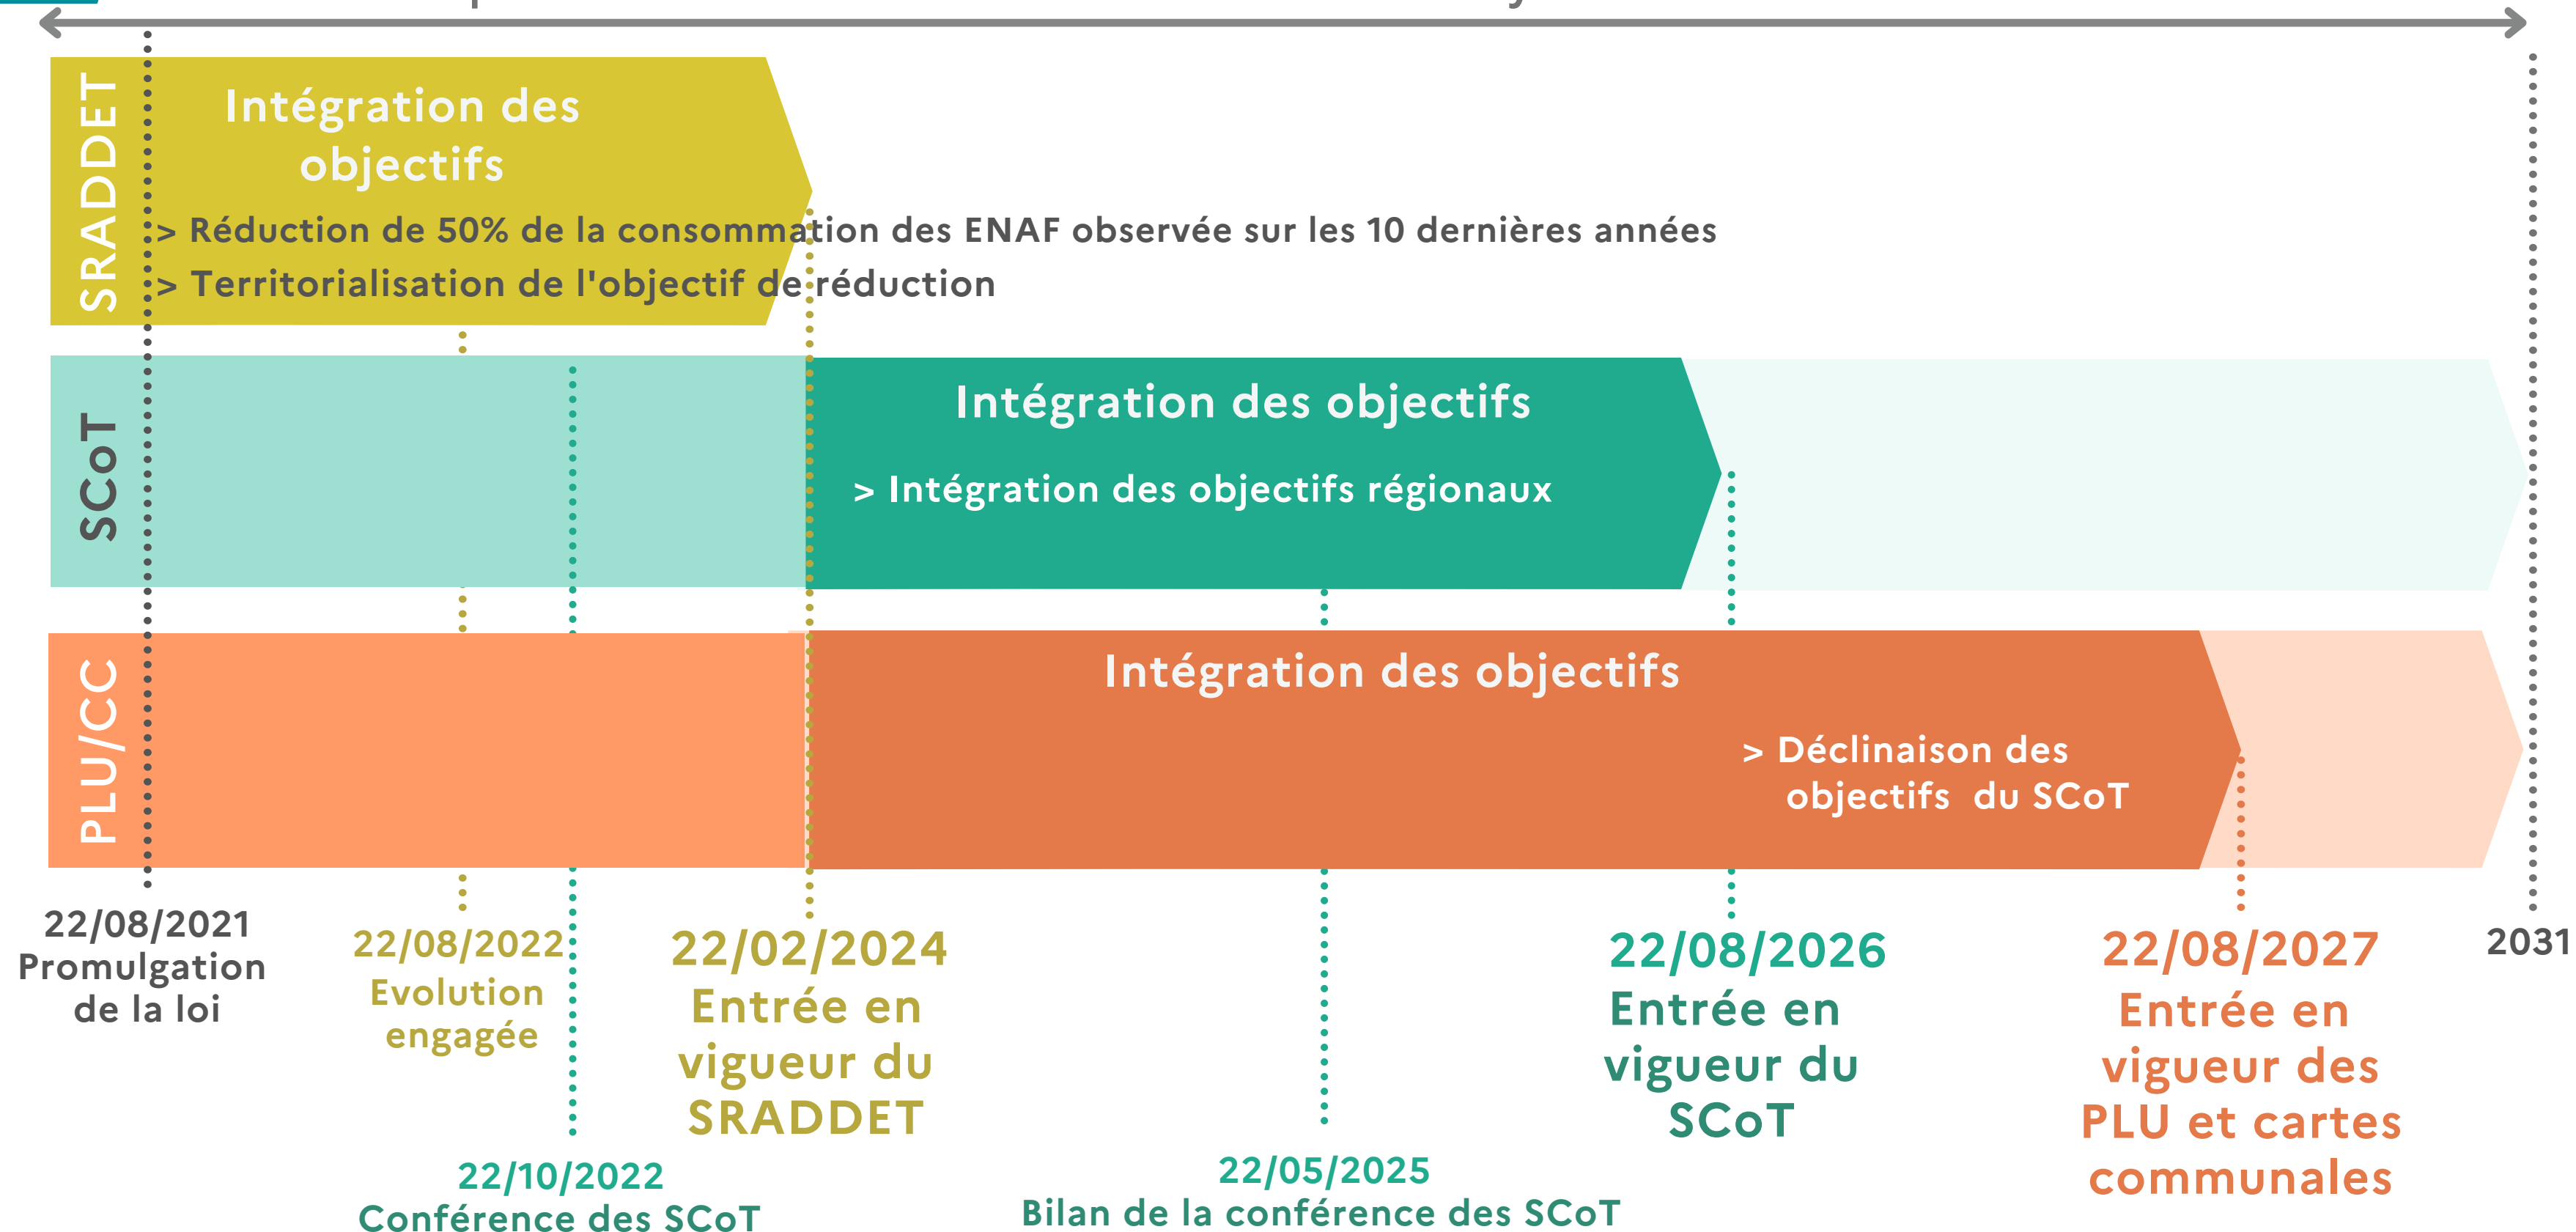 SRADDET
Intégration des
objectifs
> Réduction de 50% de la consommation des ENAF observée sur les 10 dernières années
> Territorialisation de l'objectif de réduction
SCoT
Intégration des objectifs
> Intégration des objectifs régionaux
PLU/CC
Intégration des objectifs
> Déclinaison des
objectifs du SCoT
22/08/2021
Promulgation
de la loi
22/08/2022
Evolution
engagée
22/02/2024
Entrée en
vigueur du
SRADDET
22/08/2026
Entrée en
vigueur du
SCoT
22/08/2027
Entrée en
vigueur des
PLU et cartes
communales
2031
22/10/2022
Conférence des SCoT
22/05/2025
Bilan de la conférence des SCoT